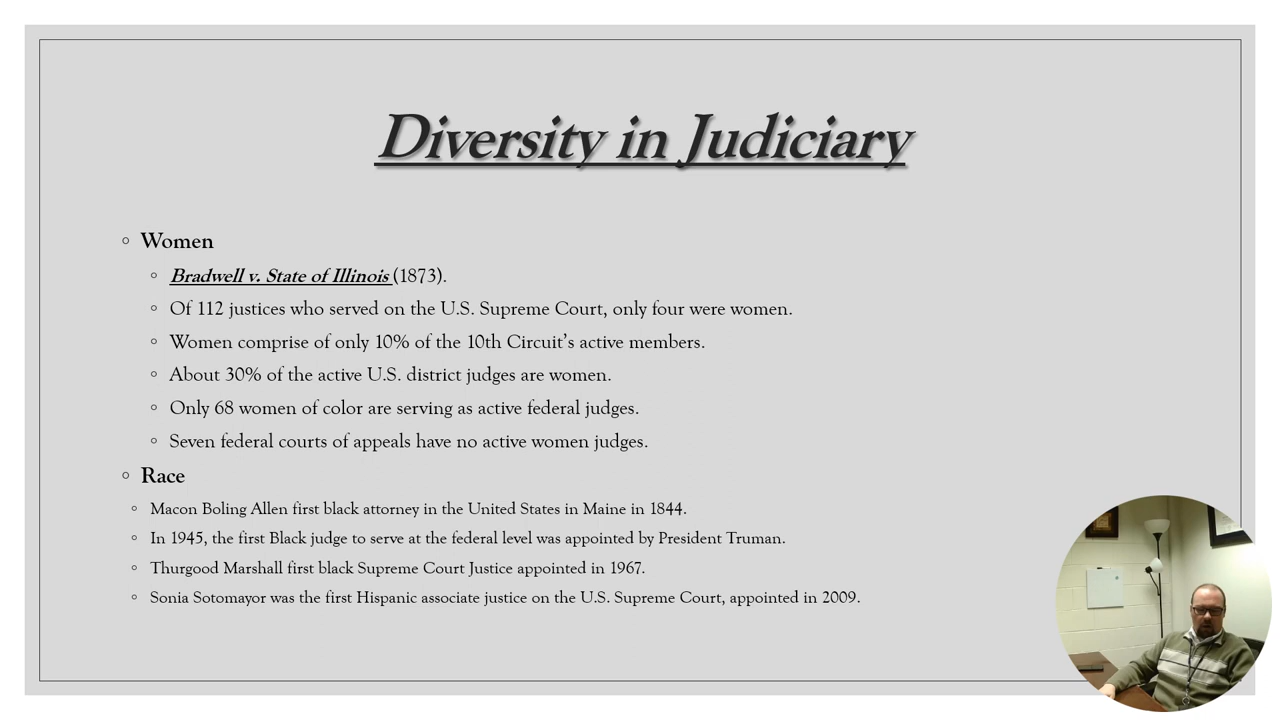 Diversity in Judiciary
Women
Bradwell v. State of Illinois (1873).
Of 112 justices who served on the U.S. Supreme Court, only four were women.
Women comprise of only 10% of the 10th Circuit’s active members.
About 30% of the active U.S. district judges are women.
Only 68 women of color are serving as active federal judges.
Seven federal courts of appeals have no active women judges.
Race
Macon Boling Allen first black attorney in the United States in Maine in 1844.
In 1945, the first Black judge to serve at the federal level was appointed by President Truman.
Thurgood Marshall first black Supreme Court Justice appointed in 1967.
Sonia Sotomayor was the first Hispanic associate justice on the U.S. Supreme Court, appointed in 2009.